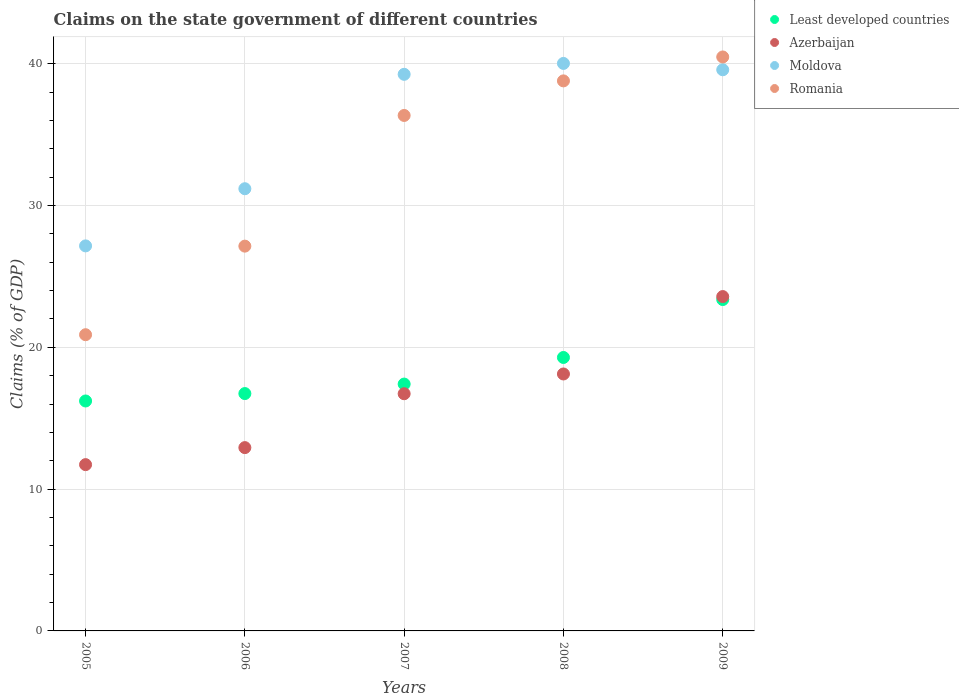 Claims on the state government of different countries
Least developed countries
Azerbaijan
Moldova
Romania
Claims (% of GDP)
40
30
20
10
0
2005
2006
2007
2008
2009
Years